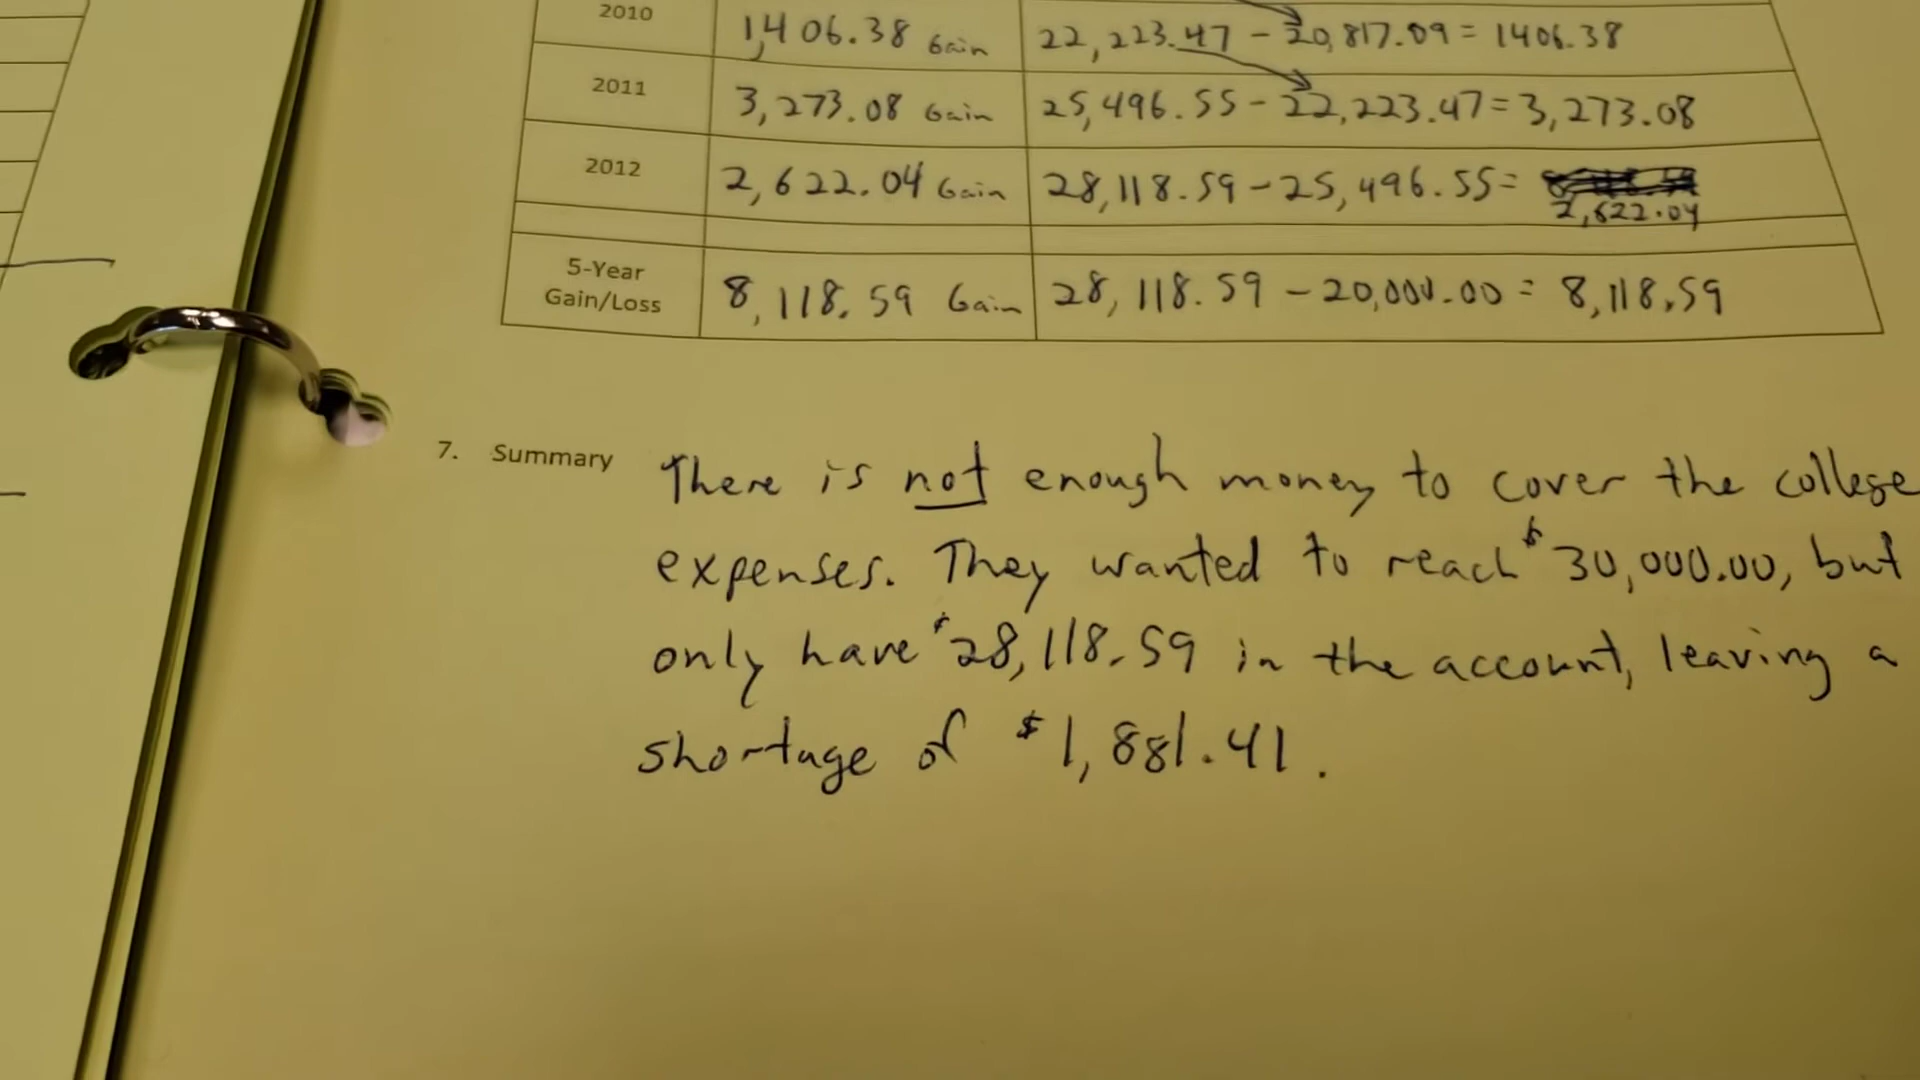 2010 1,406.38 Gain 22,223.47 - 20,817.09 = 1406.38
2011 3,273.08 Gain 25,496.55 - 22,223.47 = 3,273.08
2012 2,622.04 Gain 28,118.59 - 25,496.55 =
2,622.04
5-Year
Gain/Loss 8,118.59 Gain 28,118.59 - 20,000.00 = 8,118.59
7. Summary There is not enough money to cover the college
expenses. They wanted to reach $30,000.00, but
only have $28,118.59 in the account, leaving a
shortage of $1,881.41.